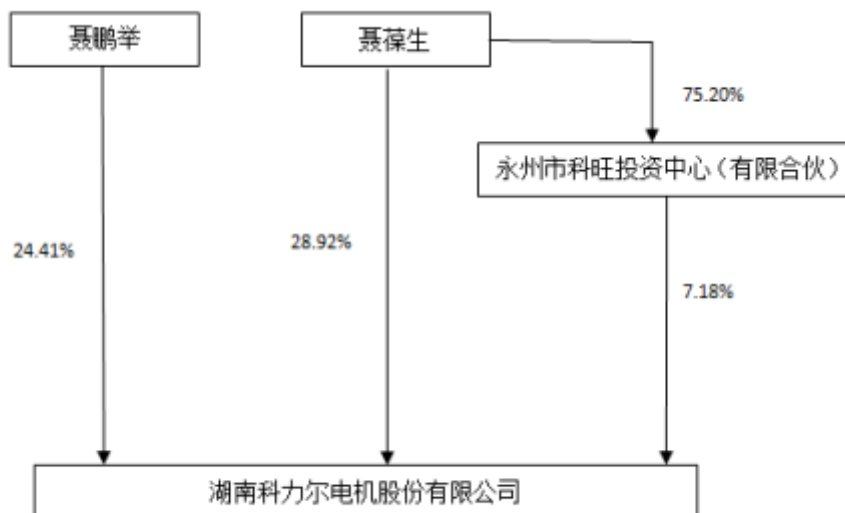 聂鹏举
聂葆生
75.20%
永州市科旺投资中心（有限合伙）
24.41%
28.92%
7.18%
湖南科力尔电机股份有限公司